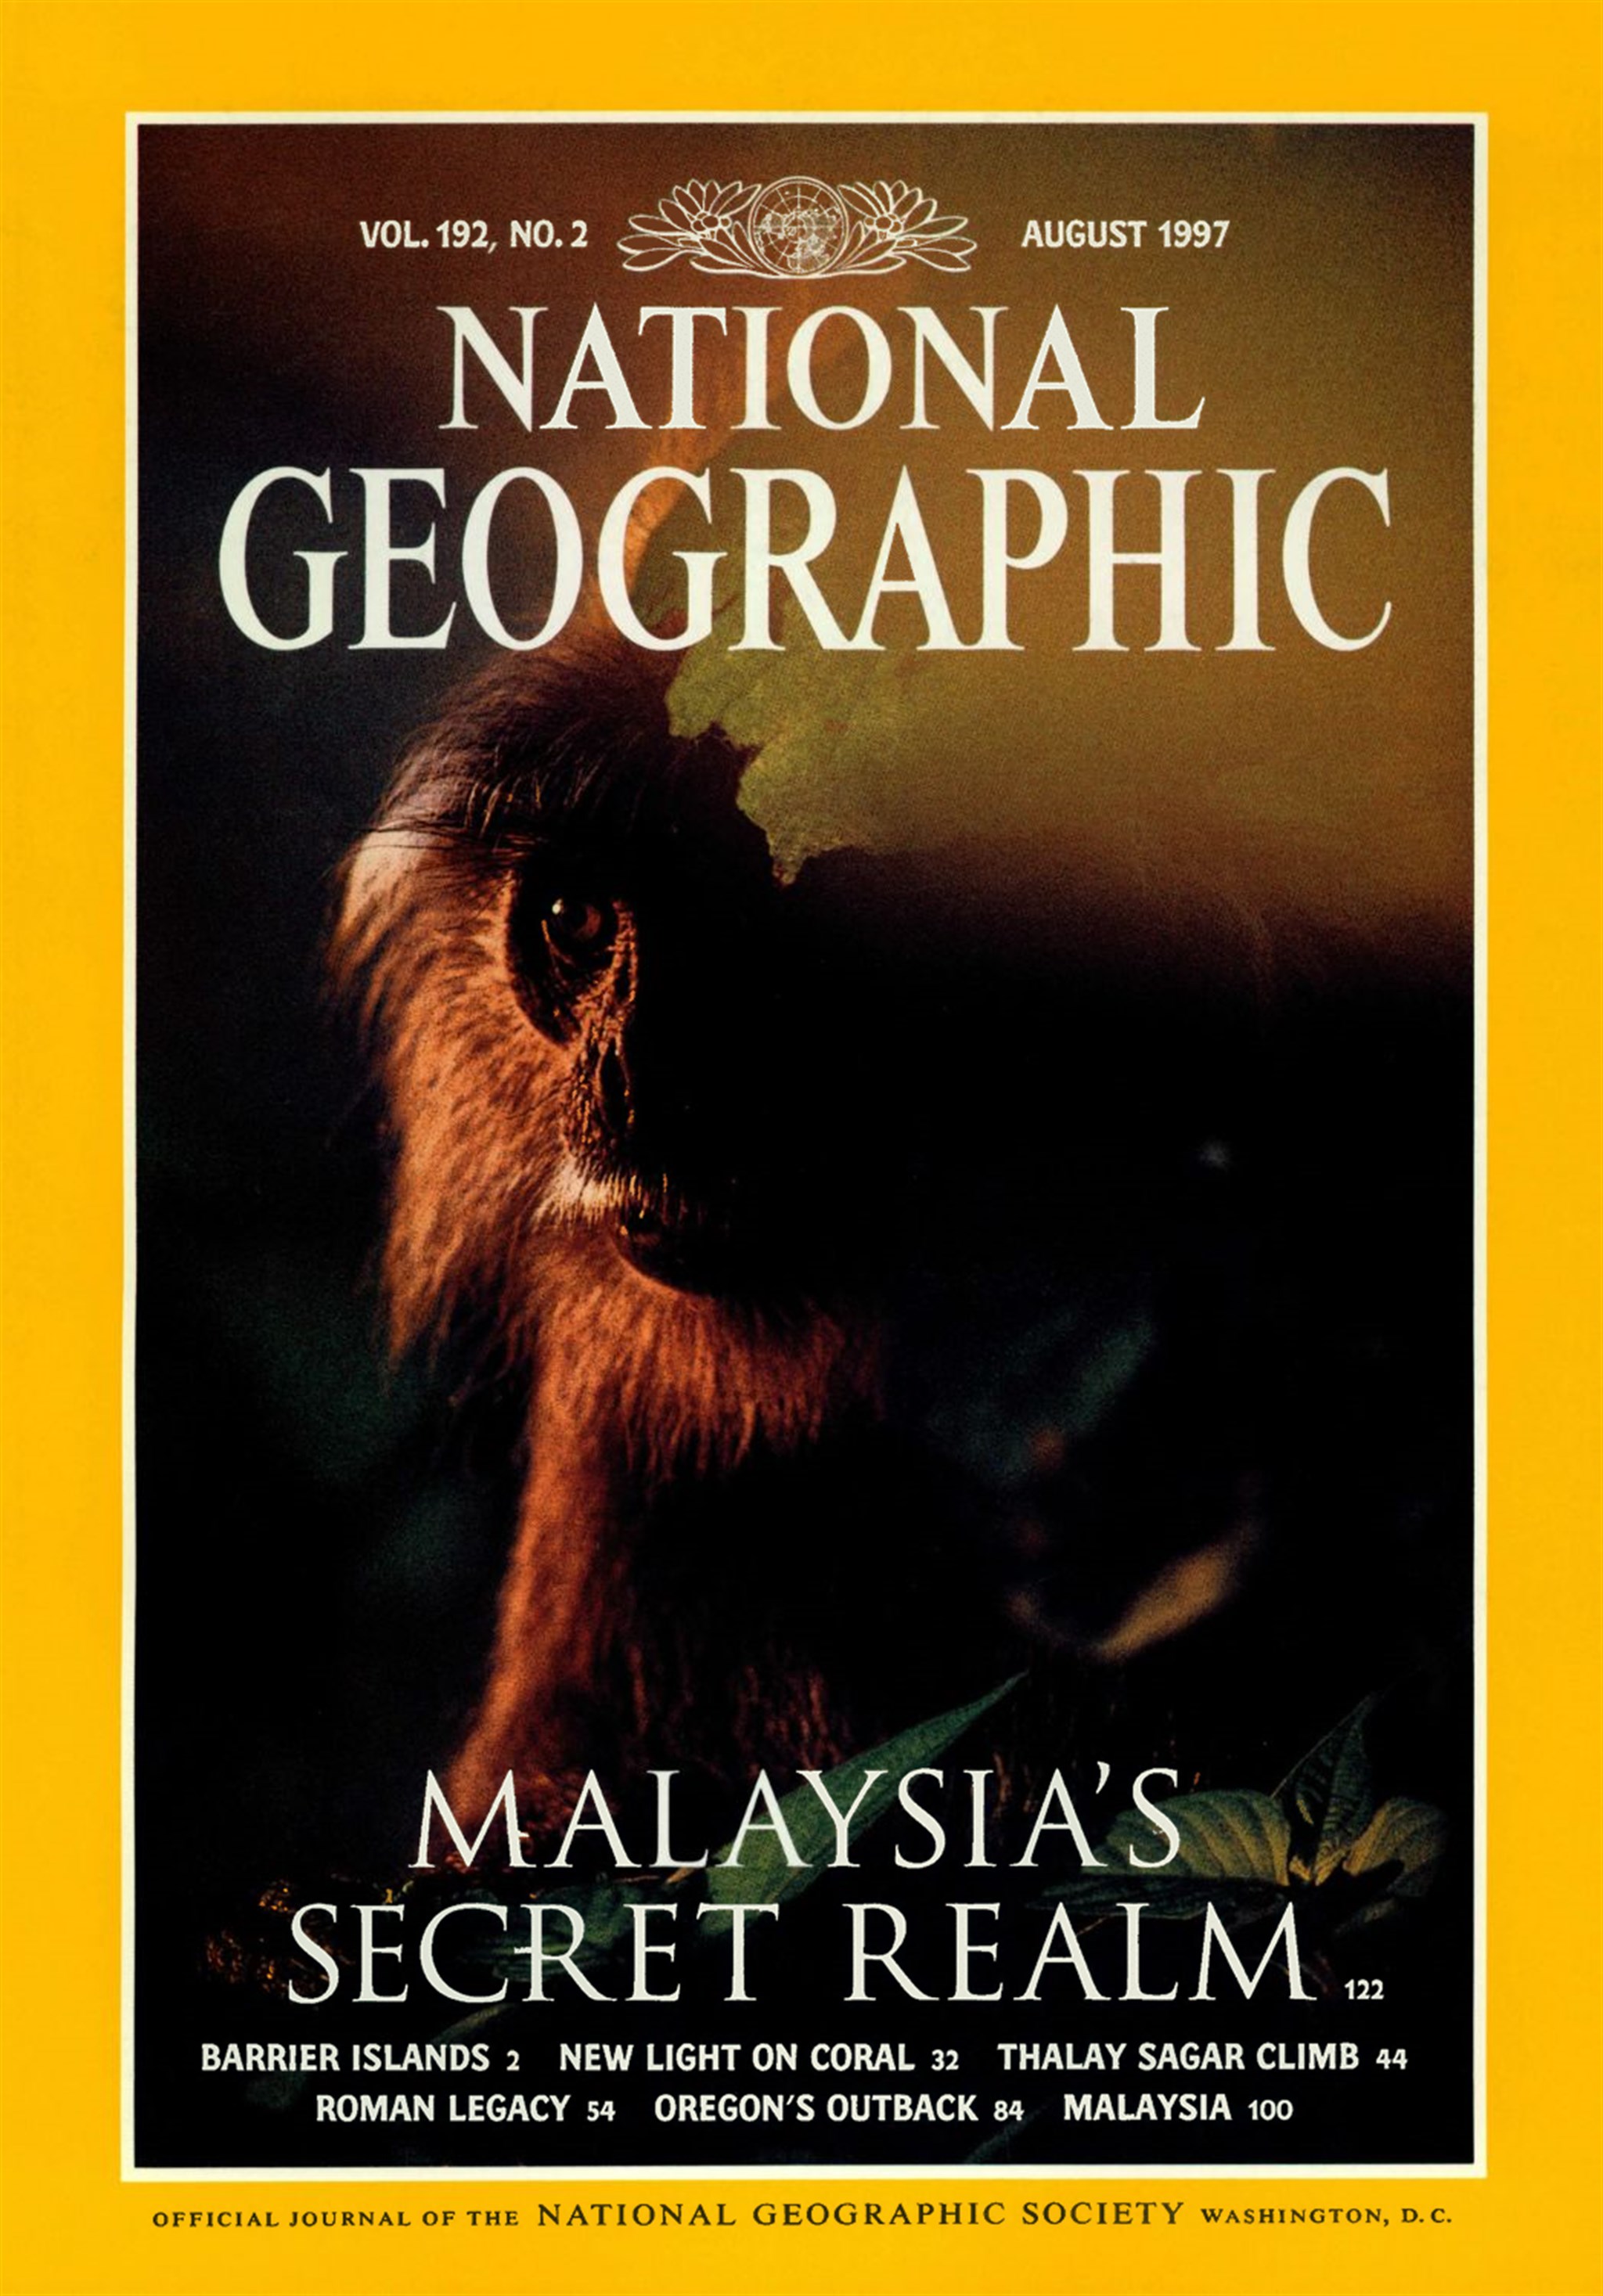 VOL. 192, NO. 2 AUGUST 1997
NATIONAL
GEOGRAPHIC
MALAYSIA'S
SECRET REALM 122
BARRIER ISLANDS 2 NEW LIGHT ON CORAL 32 THALAY SAGAR CLIMB 44
ROMAN LEGACY 54 OREGON'S OUTBACK 84 MALAYSIA 100
OFFICIAL JOURNAL OF THE NATIONAL GEOGRAPHIC SOCIETY WASHINGTON, D.C.